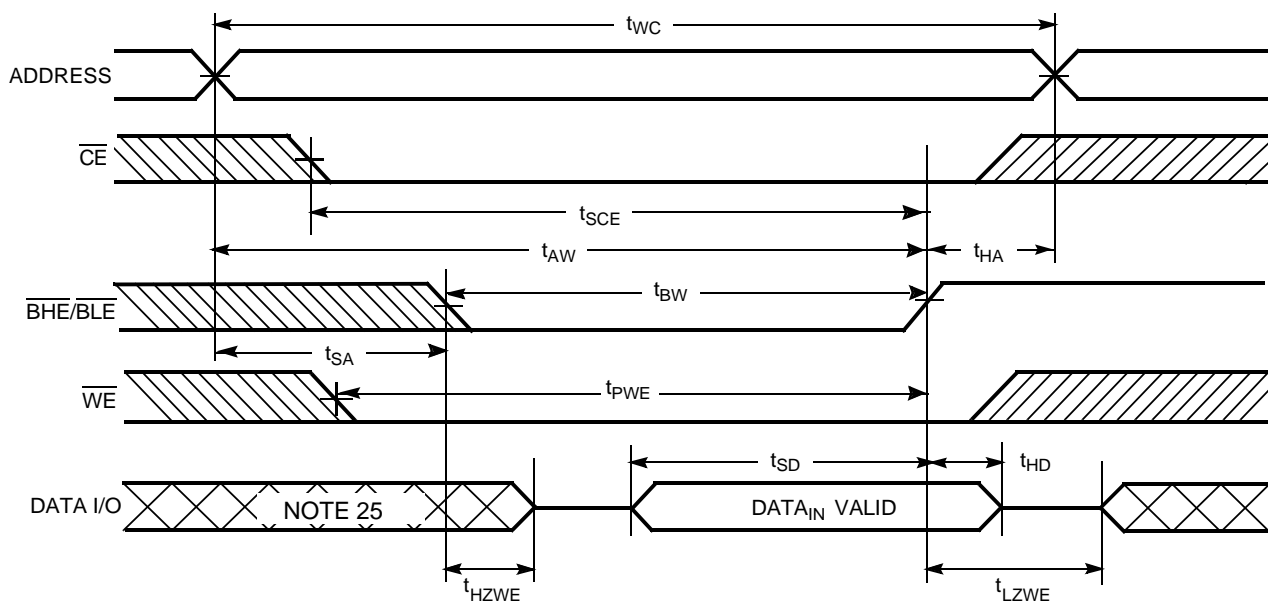 tWC
ADDRESS
CE
tSCE
tAW
tHA
BHE/BLE
tBW
tSA
WE
tPWE
tSD
tHD
DATA I/O
NOTE 25
DATAIN VALID
tHZWE
tLZWE